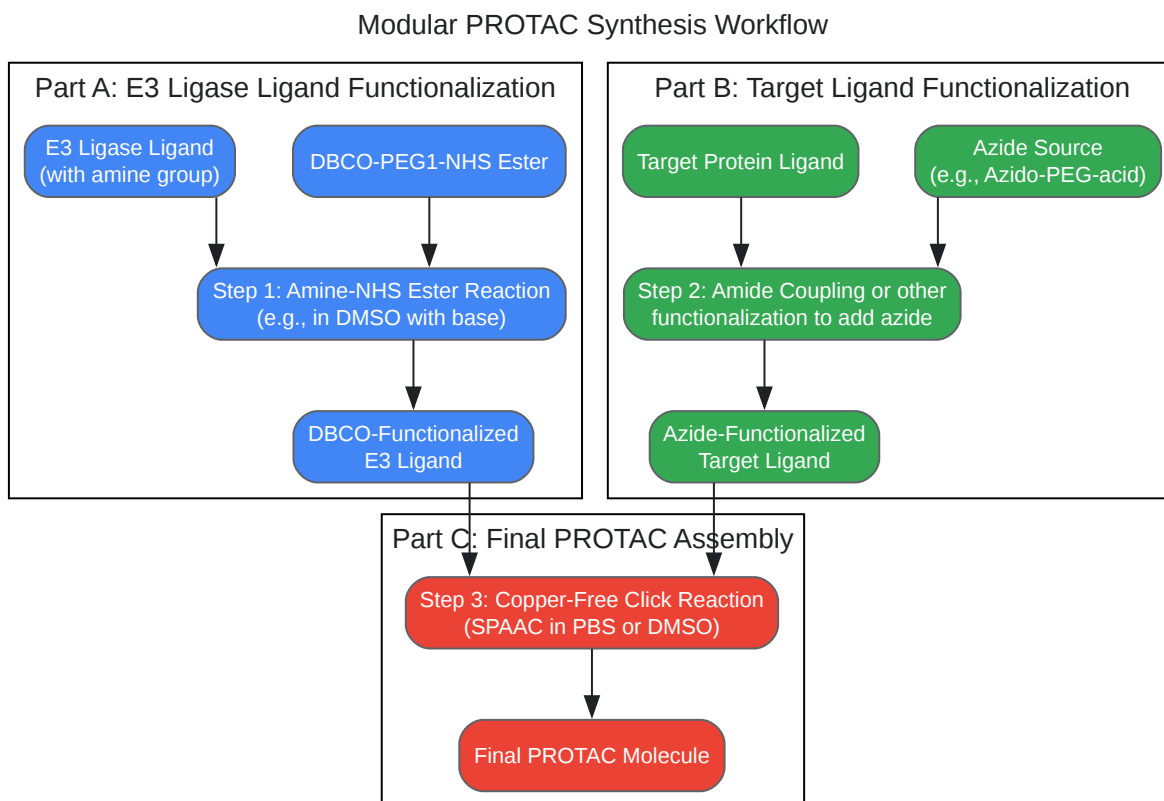 Modular PROTAC Synthesis Workflow
Part A: E3 Ligase Ligand Functionalization
E3 Ligase Ligand
(with amine group)
DBCO-PEG1-NHS Ester
Step 1: Amine-NHS Ester Reaction
(e.g., in DMSO with base)
DBCO-Functionalized
E3 Ligand
Part B: Target Ligand Functionalization
Target Protein Ligand
Azide Source
(e.g., Azido-PEG-acid)
Step 2: Amide Coupling or other
functionalization to add azide
Azide-Functionalized
Target Ligand
Part C: Final PROTAC Assembly
Step 3: Copper-Free Click Reaction
(SPAAC in PBS or DMSO)
Final PROTAC Molecule